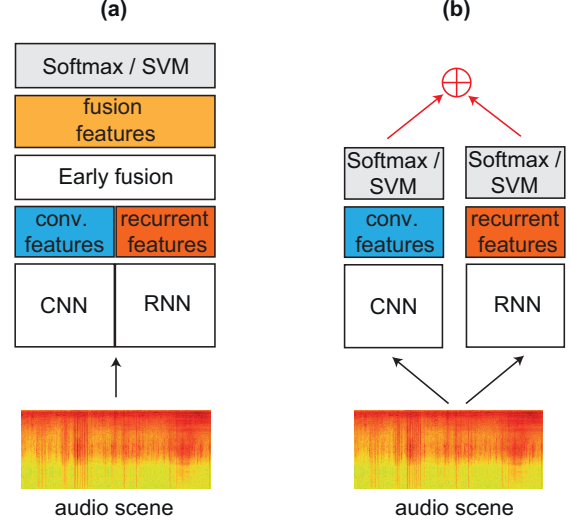 (a)
Softmax / SVM
fusion
features
Early fusion
conv.
features
recurrent
features
CNN
RNN
audio scene
(b)
Softmax /
SVM
Softmax /
SVM
conv.
features
recurrent
features
CNN
RNN
audio scene